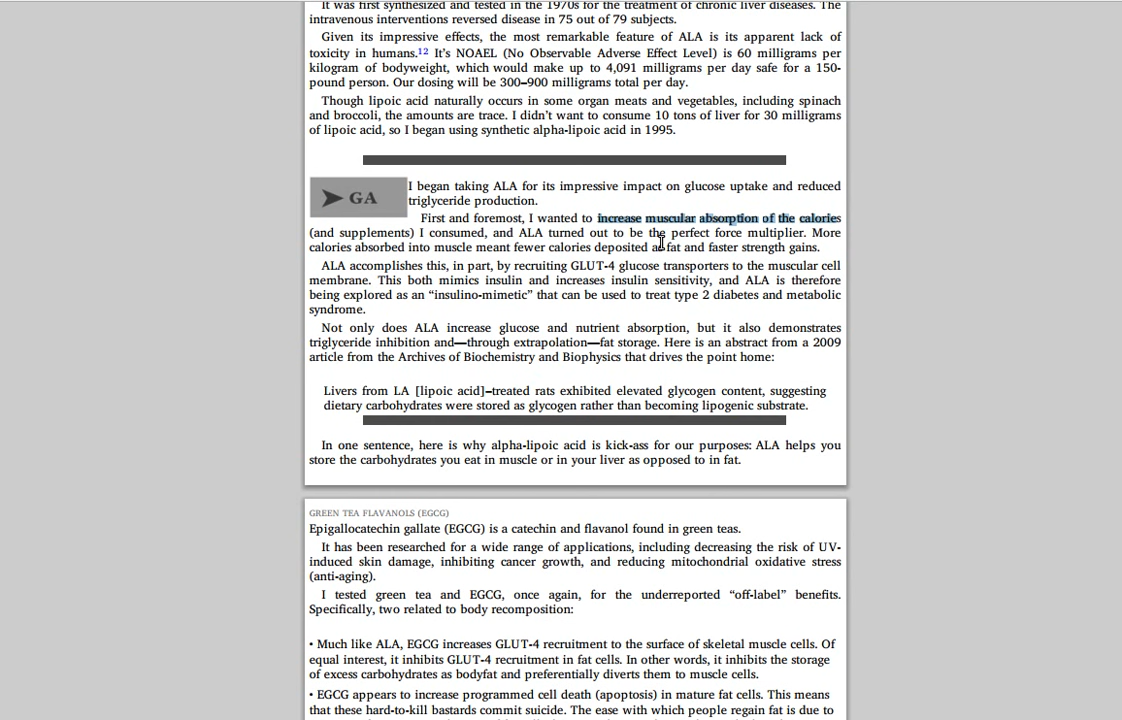 It was first synthesized and tested in the 1970s for the treatment of chronic liver diseases. The
intravenous interventions reversed disease in 75 out of 79 subjects.
Given its impressive effects, the most remarkable feature of ALA is its apparent lack of
toxicity in humans.12 It's NOAEL (No Observable Adverse Effect Level) is 60 milligrams per
kilogram of bodyweight, which would make up to 4,091 milligrams per day safe for a 150-
pound person. Our dosing will be 300–900 milligrams total per day.
Though lipoic acid naturally occurs in some organ meats and vegetables, including spinach
and broccoli, the amounts are trace. I didn't want to consume 10 tons of liver for 30 milligrams
of lipoic acid, so I began using synthetic alpha-lipoic acid in 1995.
GA
I began taking ALA for its impressive impact on glucose uptake and reduced
triglyceride production.
First and foremost, I wanted to increase muscular absorption of the calories
(and supplements) I consumed, and ALA turned out to be the perfect force multiplier. More
calories absorbed into muscle meant fewer calories deposited as fat and faster strength gains.
ALA accomplishes this, in part, by recruiting GLUT-4 glucose transporters to the muscular cell
membrane. This both mimics insulin and increases insulin sensitivity, and ALA is therefore
being explored as an “insulino-mimetic” that can be used to treat type 2 diabetes and metabolic
syndrome.
Not only does ALA increase glucose and nutrient absorption, but it also demonstrates
triglyceride inhibition and—through extrapolation—fat storage. Here is an abstract from a 2009
article from the Archives of Biochemistry and Biophysics that drives the point home:
Livers from LA [lipoic acid]–treated rats exhibited elevated glycogen content, suggesting
dietary carbohydrates were stored as glycogen rather than becoming lipogenic substrate.
In one sentence, here is why alpha-lipoic acid is kick-ass for our purposes: ALA helps you
store the carbohydrates you eat in muscle or in your liver as opposed to in fat.
GREEN TEA FLAVANOLS (EGCG)
Epigallocatechin gallate (EGCG) is a catechin and flavanol found in green teas.
It has been researched for a wide range of applications, including decreasing the risk of UV-
induced skin damage, inhibiting cancer growth, and reducing mitochondrial oxidative stress
(anti-aging).
I tested green tea and EGCG, once again, for the underreported “off-label” benefits.
Specifically, two related to body recomposition:
• Much like ALA, EGCG increases GLUT-4 recruitment to the surface of skeletal muscle cells. Of
equal interest, it inhibits GLUT-4 recruitment in fat cells. In other words, it inhibits the storage
of excess carbohydrates as bodyfat and preferentially diverts them to muscle cells.
• EGCG appears to increase programmed cell death (apoptosis) in mature fat cells. This means
that these hard-to-kill bastards commit suicide. The ease with which people regain fat is due to